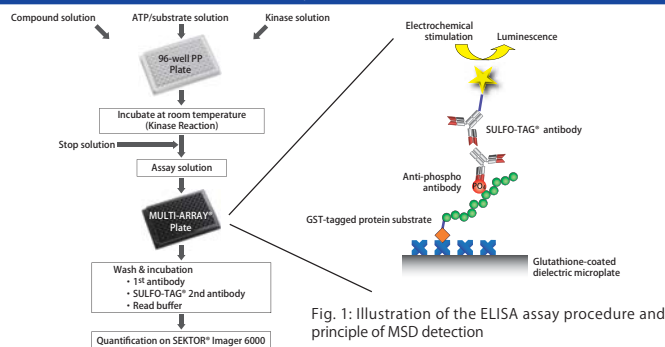 Compound solution
ATP/substrate solution
Kinase solution
96-well PP
Plate
Incubate at room temperature
(Kinase Reaction)
Stop solution
Assay solution
MULTI-ARRAY®
Plate
Wash & incubation
• 1st antibody
• SULFO-TAG® 2nd antibody
• Read buffer
Quantification on SEKTOR® Imager 6000
Electrochemical
stimulation
Luminescence
SULFO-TAG® antibody
Anti-phospho
antibody
PO₄
GST-tagged protein substrate
Glutathione-coated
dielectric microplate
Fig. 1: Illustration of the ELISA assay procedure and
principle of MSD detection